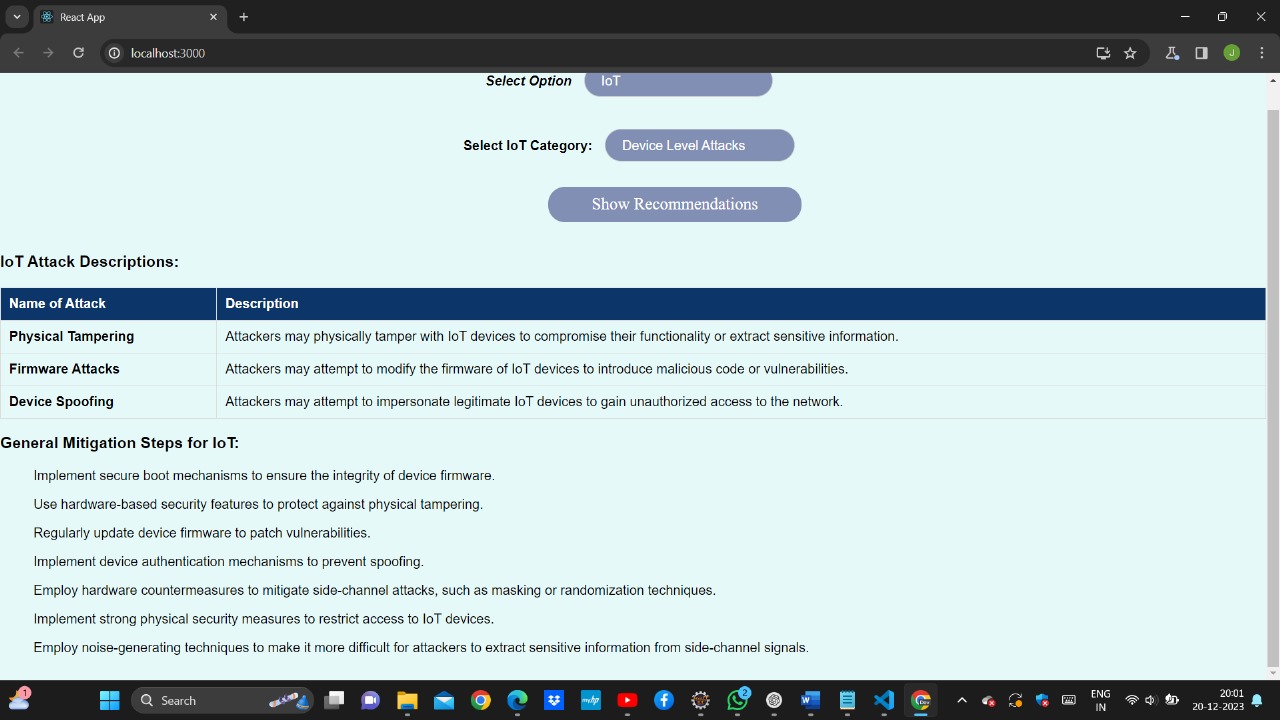 React App
localhost:3000
J
Select Option IoT
Select IoT Category: Device Level Attacks
Show Recommendations
IoT Attack Descriptions:
Name of Attack Description
Physical Tampering Attackers may physically tamper with IoT devices to compromise their functionality or extract sensitive information.
Firmware Attacks Attackers may attempt to modify the firmware of IoT devices to introduce malicious code or vulnerabilities.
Device Spoofing Attackers may attempt to impersonate legitimate IoT devices to gain unauthorized access to the network.
General Mitigation Steps for IoT:
Implement secure boot mechanisms to ensure the integrity of device firmware.
Use hardware-based security features to protect against physical tampering.
Regularly update device firmware to patch vulnerabilities.
Implement device authentication mechanisms to prevent spoofing.
Employ hardware countermeasures to mitigate side-channel attacks, such as masking or randomization techniques.
Implement strong physical security measures to restrict access to IoT devices.
Employ noise-generating techniques to make it more difficult for attackers to extract sensitive information from side-channel signals.
1 Search myhp 2 W Dev ENG 20:01
IN 20-12-2023